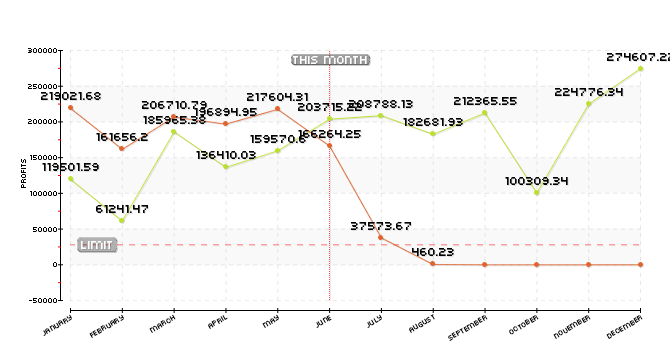 300000
THIS MONTH
274607.22
250000
219021.68
206710.79
196894.95
217604.31
203715.22
208788.13
212365.55
224776.34
200000
185965.38
182681.93
161656.2
159570.6
166264.25
150000
136410.03
119501.59
100309.34
100000
61241.47
50000
37573.67
LIMIT
460.23
0
-50000
PROFITS
JANUARY
FEBRUARY
MARCH
APRIL
MAY
JUNE
JULY
AUGUST
SEPTEMBER
OCTOBER
NOVEMBER
DECEMBER